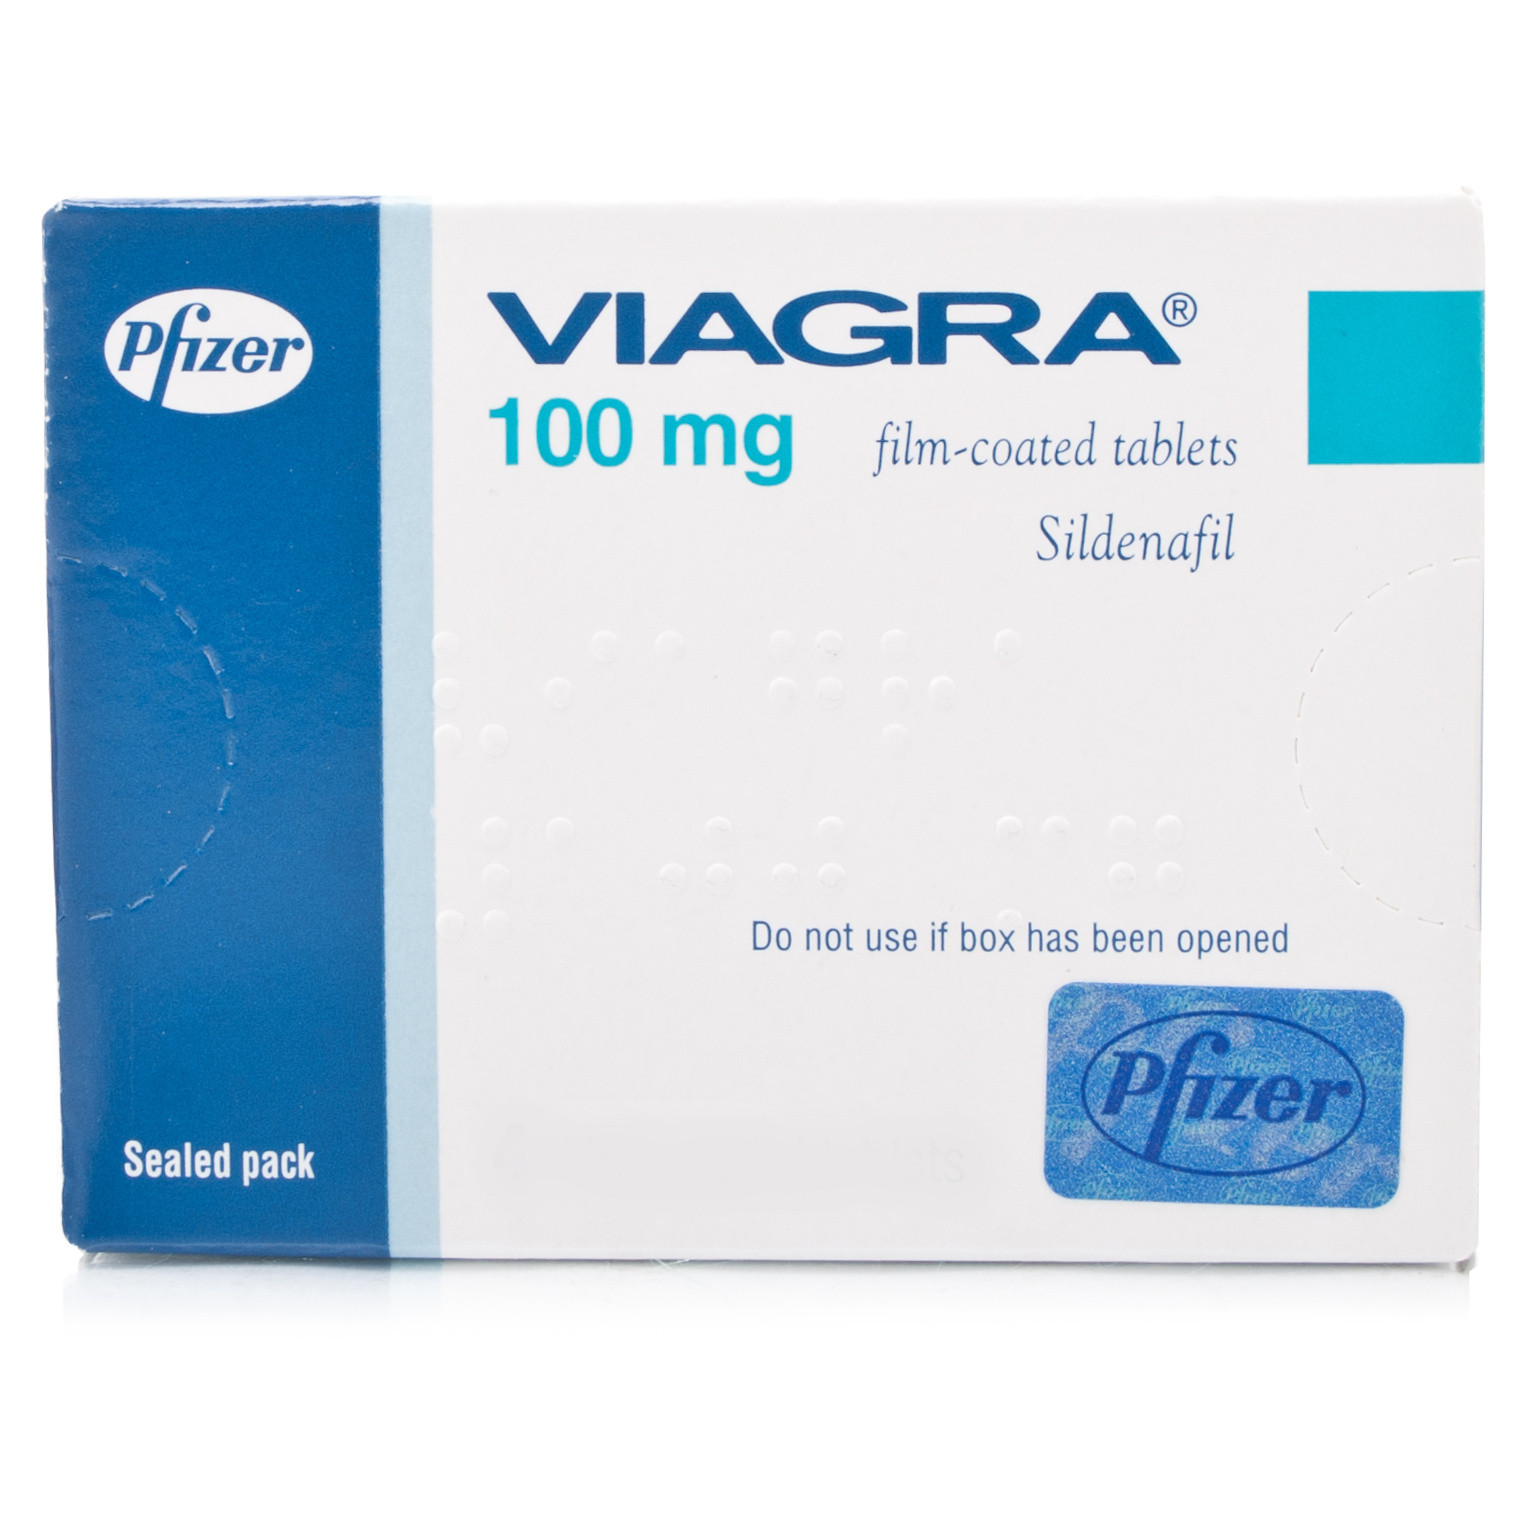 Pfizer
VIAGRA®
100 mg film-coated tablets
Sildenafil
Do not use if box has been opened
Pfizer
Sealed pack